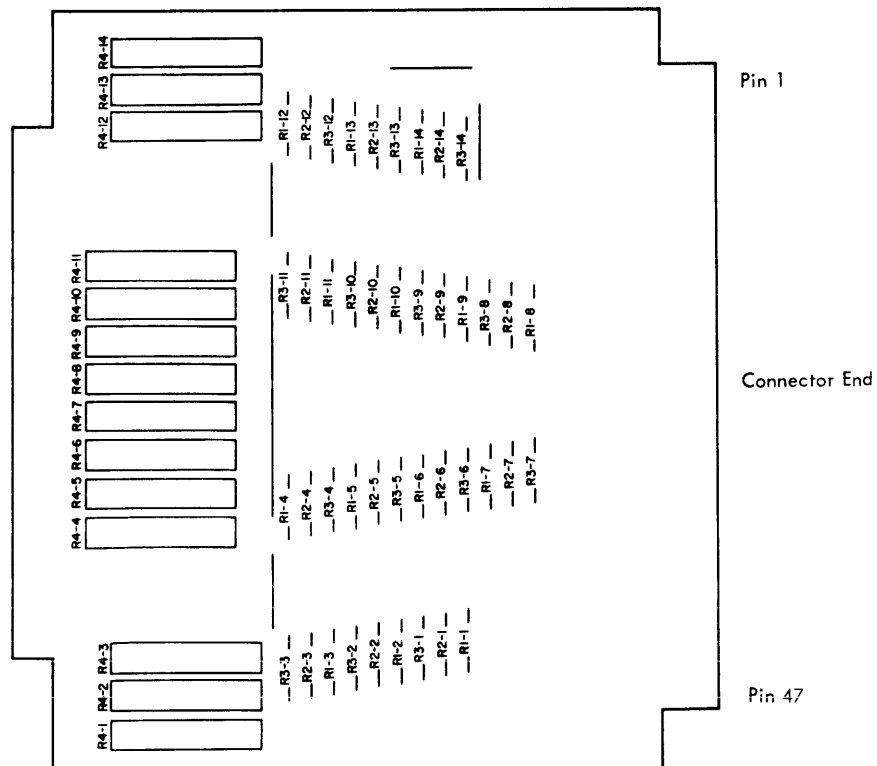 R4-14
R4-13
R4-12
R1-12
R2-12
R3-12
R1-13
R2-13
R3-13
R1-14
R2-14
R3-14
Pin 1
R4-11
R4-10
R4-9
R4-8
R4-7
R4-6
R4-5
R4-4
R3-11
R2-11
R1-11
R3-10
R2-10
R1-10
R3-9
R2-9
R1-9
R3-8
R2-8
R1-8
Connector End
R1-4
R2-4
R3-4
R1-5
R2-5
R3-5
R1-6
R2-6
R3-6
R1-7
R2-7
R3-7
R4-3
R4-2
R4-1
R3-3
R2-3
R1-3
R3-2
R2-2
R1-2
R3-1
R2-1
R1-1
Pin 47